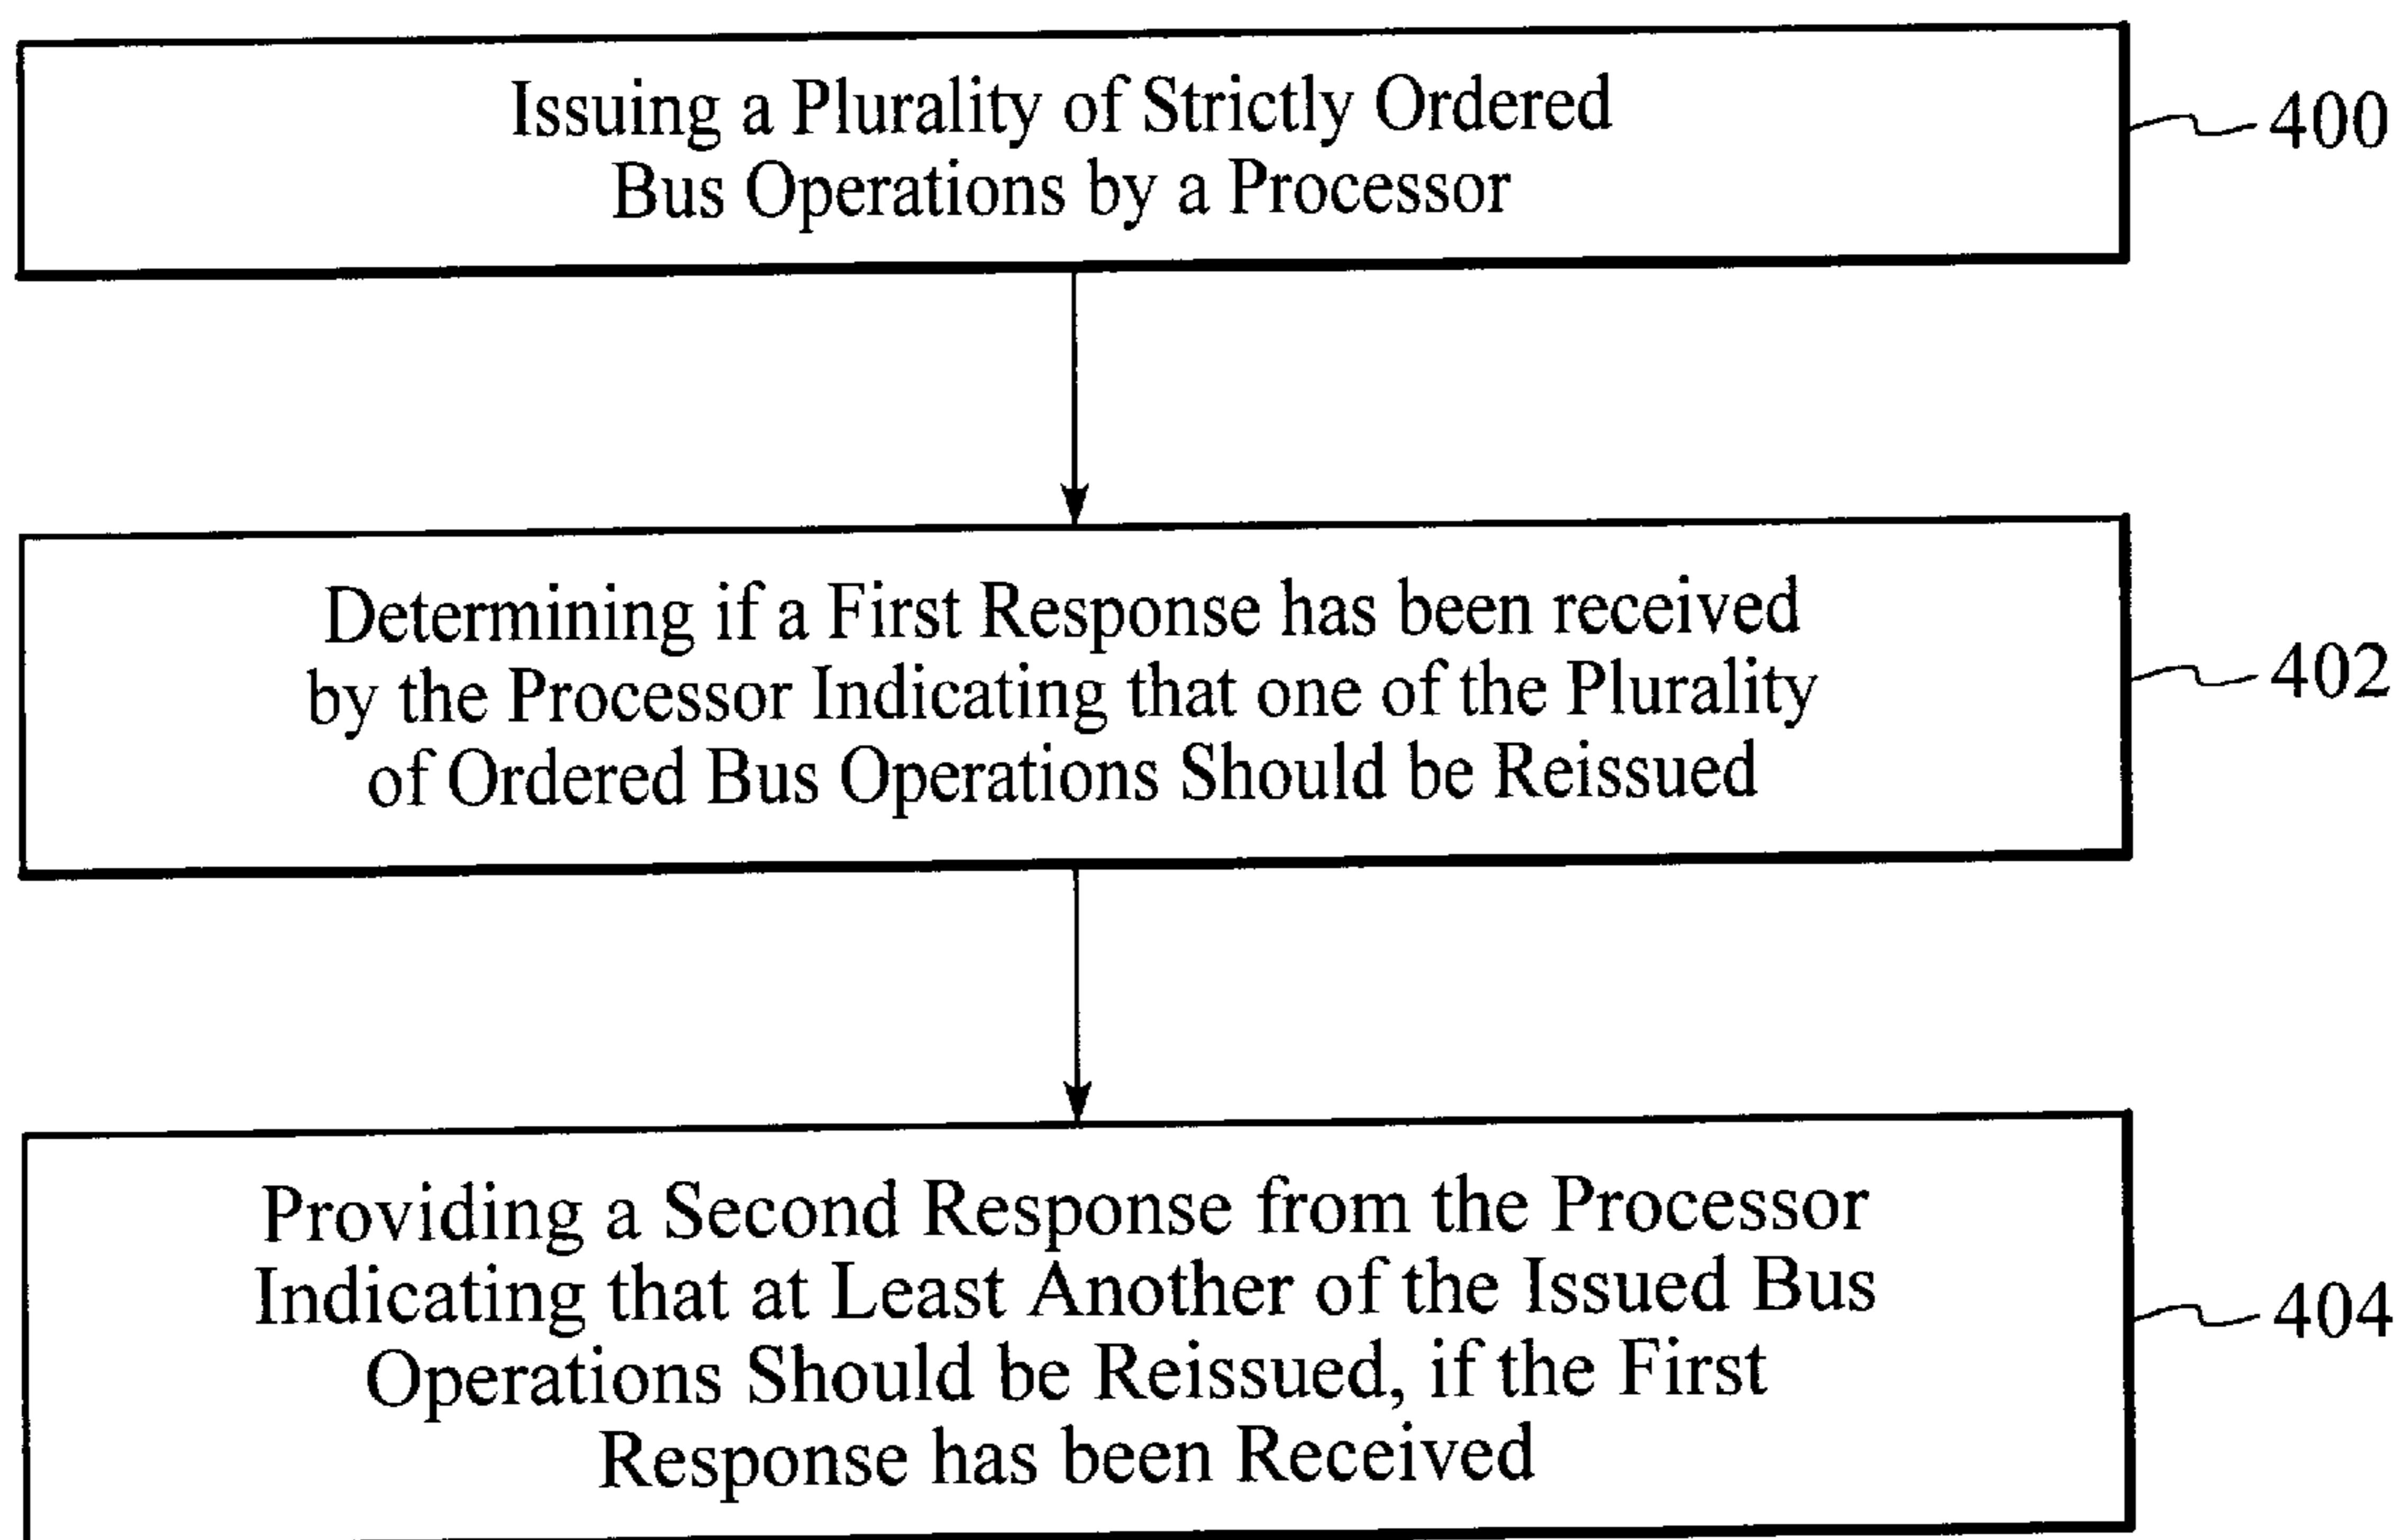 Issuing a Plurality of Strictly Ordered
Bus Operations by a Processor
400
Determining if a First Response has been received
by the Processor Indicating that one of the Plurality
of Ordered Bus Operations Should be Reissued
402
Providing a Second Response from the Processor
Indicating that at Least Another of the Issued Bus
Operations Should be Reissued, if the First
Response has been Received
404